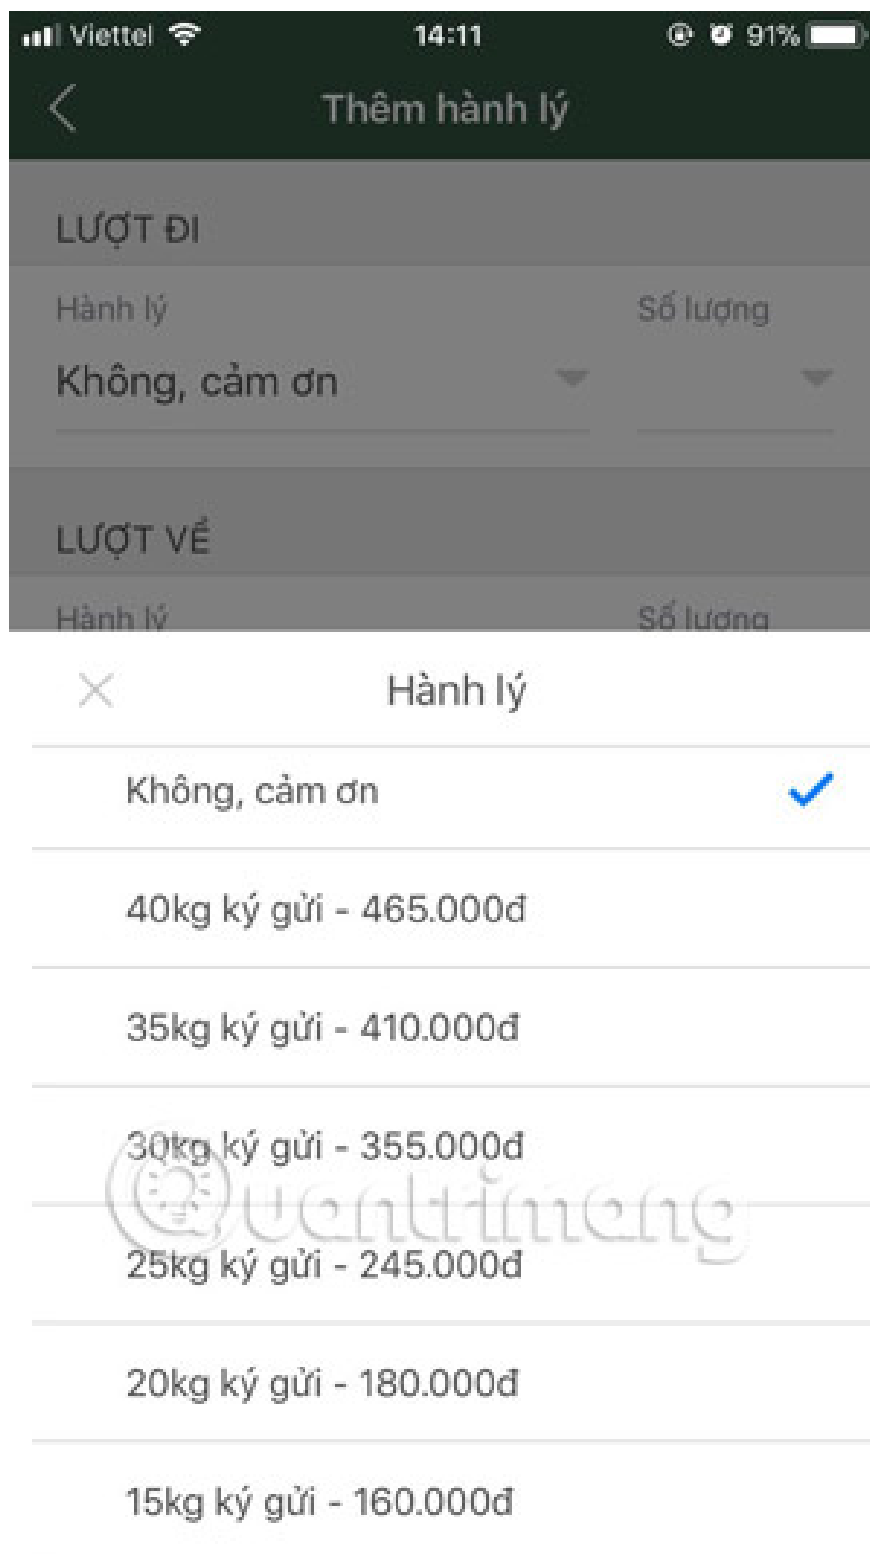 Viettel 14:11 91%
Thêm hành lý
LƯỢT ĐI
Hành lý Số lượng
Không, cảm ơn
LƯỢT VỀ
Hành lý Số lượng
Hành lý
Không, cảm ơn
40kg ký gửi - 465.000đ
35kg ký gửi - 410.000đ
30kg ký gửi - 355.000đ
Quantrimang
25kg ký gửi - 245.000đ
20kg ký gửi - 180.000đ
15kg ký gửi - 160.000đ